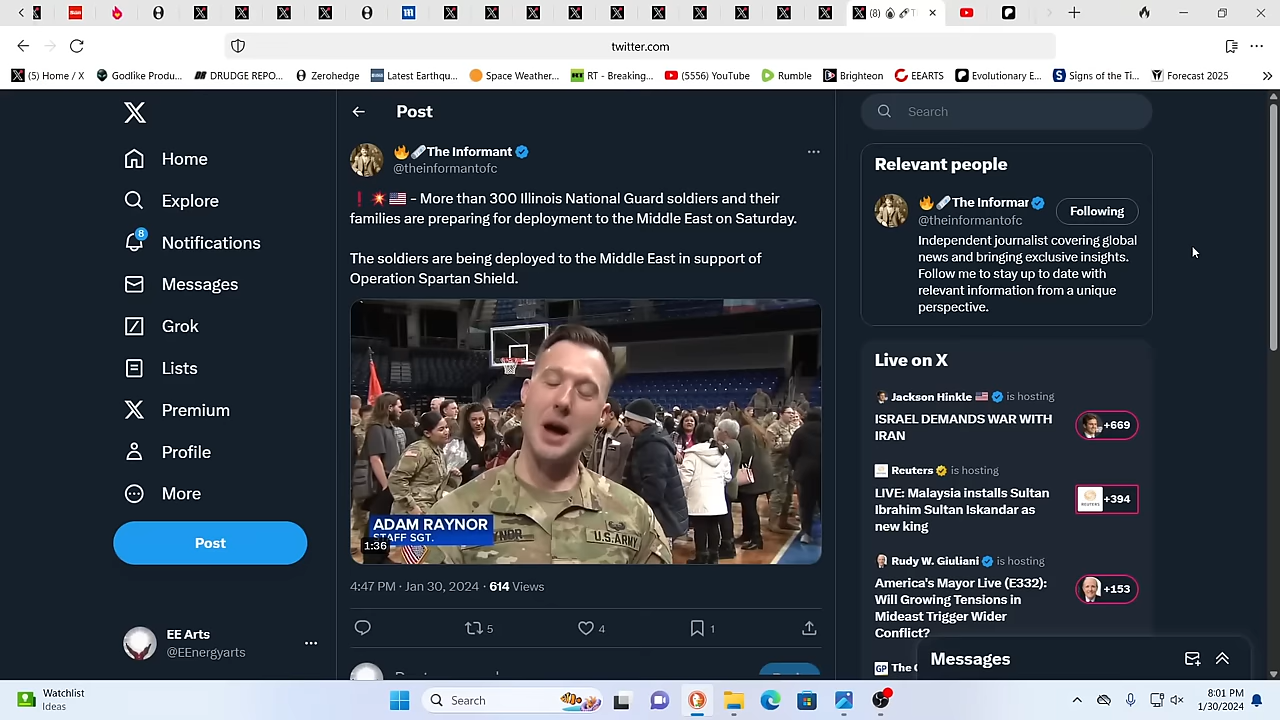 (8)
twitter.com
(5) Home / X
Godlike Produ...
DRUDGE REPO...
Zerohedge
Latest Earthqu...
Space Weather...
RT - Breaking...
(5556) YouTube
Rumble
Brighteon
EEARTS
Evolutionary E...
Signs of the Ti...
Forecast 2025
Home
Explore
8
Notifications
Messages
Grok
Lists
Premium
Profile
More
Post
EE Arts
@EEnergyarts
Post
The Informant
@theinformantofc
- More than 300 Illinois National Guard soldiers and their
families are preparing for deployment to the Middle East on Saturday.
The soldiers are being deployed to the Middle East in support of
Operation Spartan Shield.
U.S.ARMY
ADAM RAYNOR
STAFF SGT.
1:36
4:47 PM · Jan 30, 2024 · 614 Views
5
4
1
Search
Relevant people
The Informar
@theinformantofc
Following
Independent journalist covering global
news and bringing exclusive insights.
Follow me to stay up to date with
relevant information from a unique
perspective.
Live on X
Jackson Hinkle is hosting
ISRAEL DEMANDS WAR WITH
IRAN
+669
Reuters is hosting
LIVE: Malaysia installs Sultan
Ibrahim Sultan Iskandar as
new king
+394
Rudy W. Giuliani is hosting
America's Mayor Live (E332):
Will Growing Tensions in
Mideast Trigger Wider
Conflict?
+153
Messages
Watchlist
Ideas
Search
8:01 PM
1/30/2024